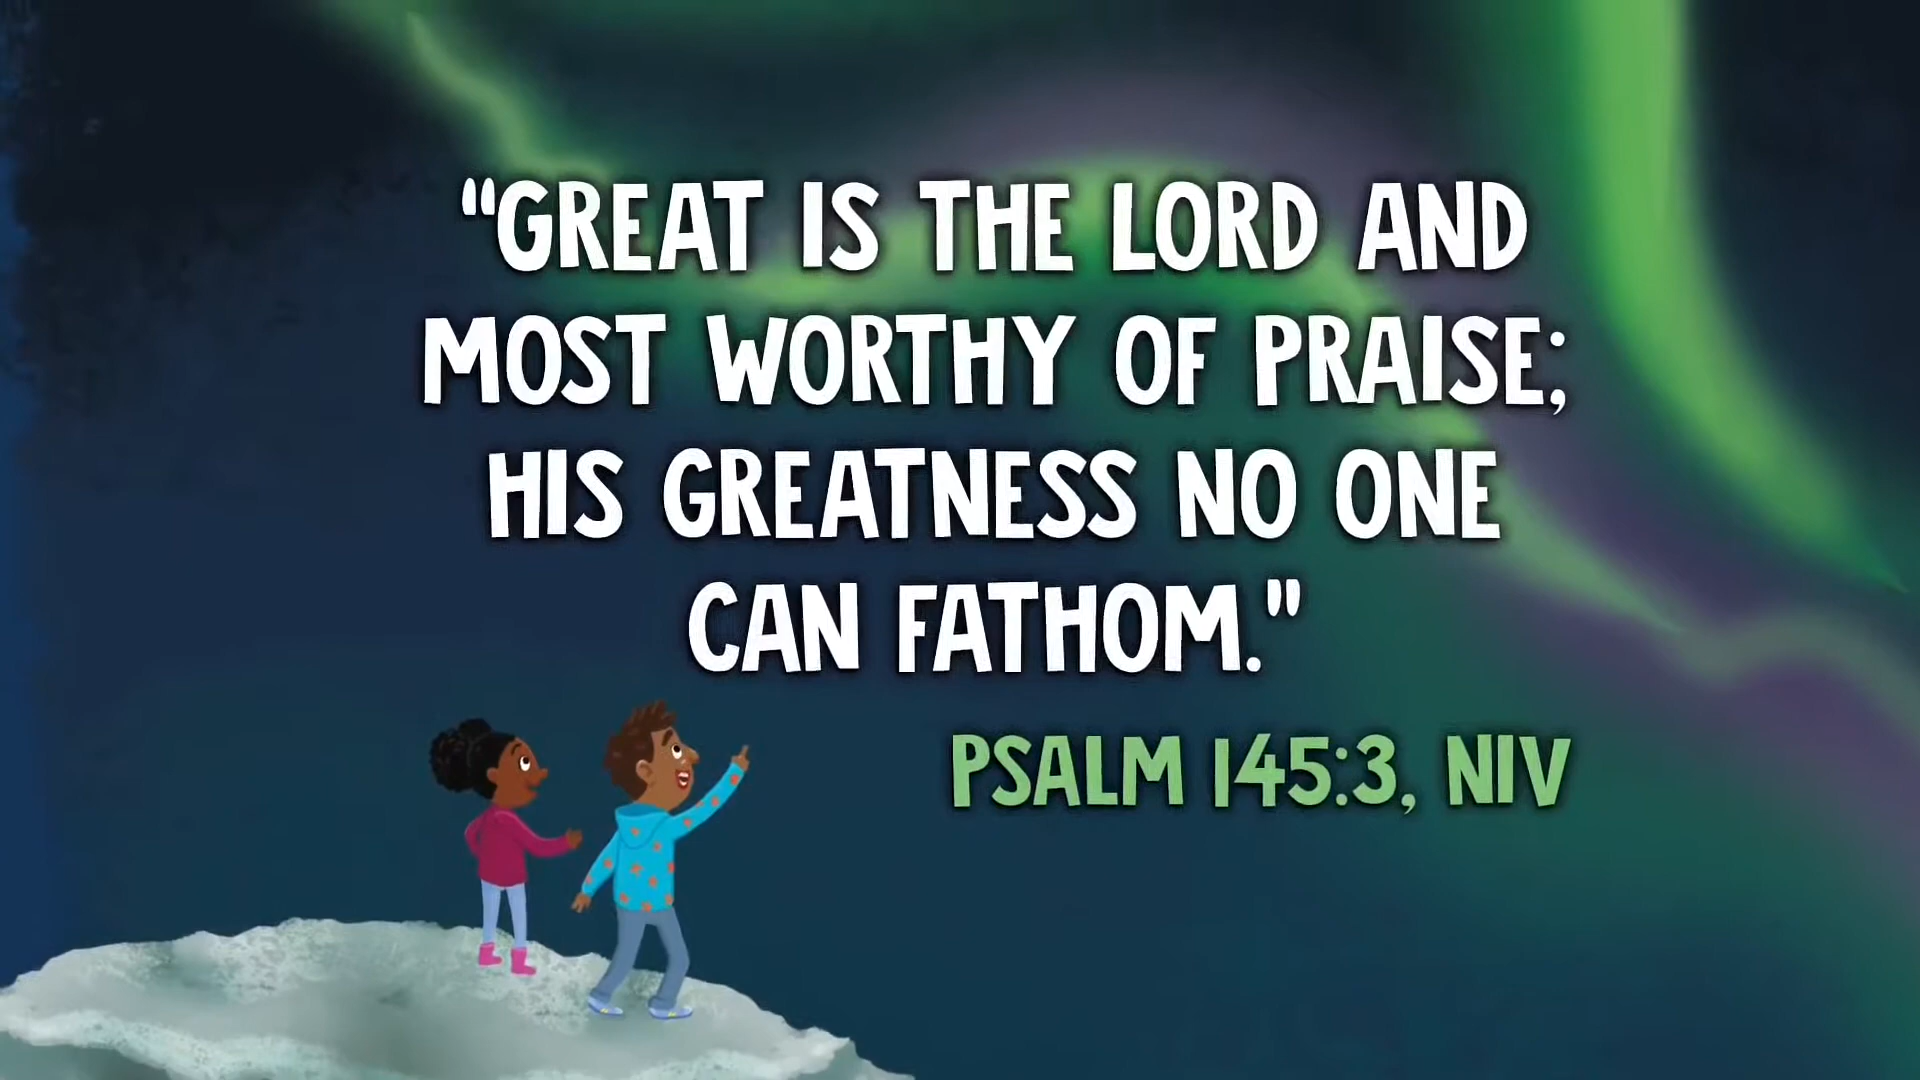 "GREAT IS THE LORD AND
MOST WORTHY OF PRAISE;
HIS GREATNESS NO ONE
CAN FATHOM."
PSALM 145:3, NIV